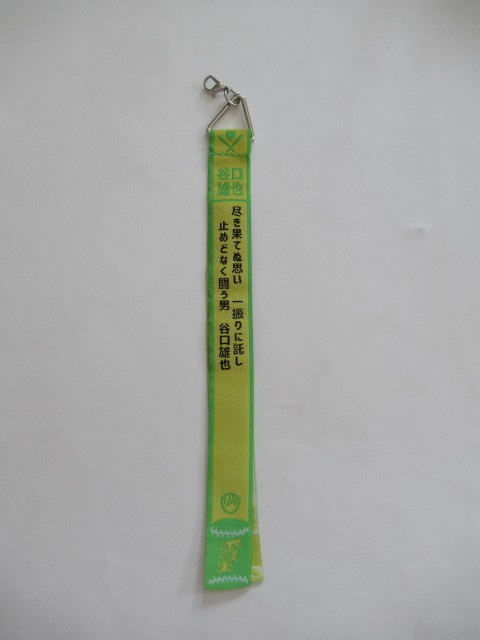 谷口
雄也
尽き果てぬ思い 一振りに託し
止めどなく闘う男 谷口雄也